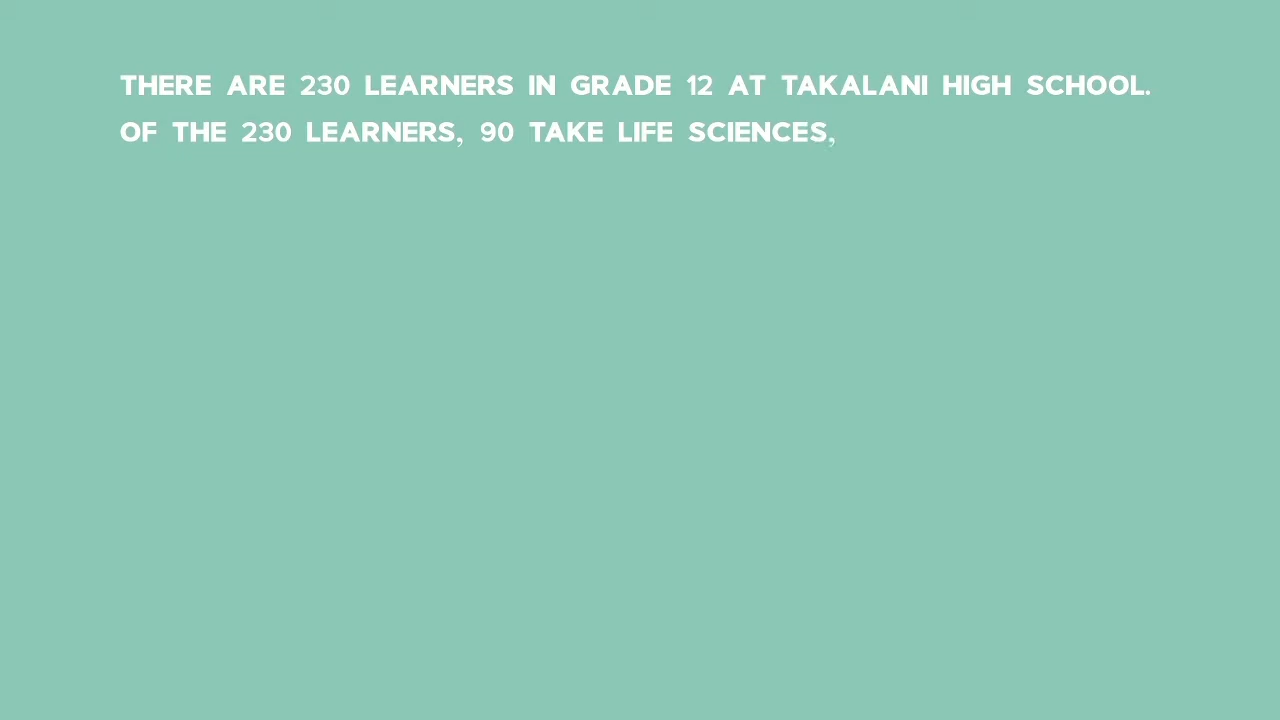 THERE ARE 230 LEARNERS IN GRADE 12 AT TAKALANI HIGH SCHOOL.
OF THE 230 LEARNERS, 90 TAKE LIFE SCIENCES,